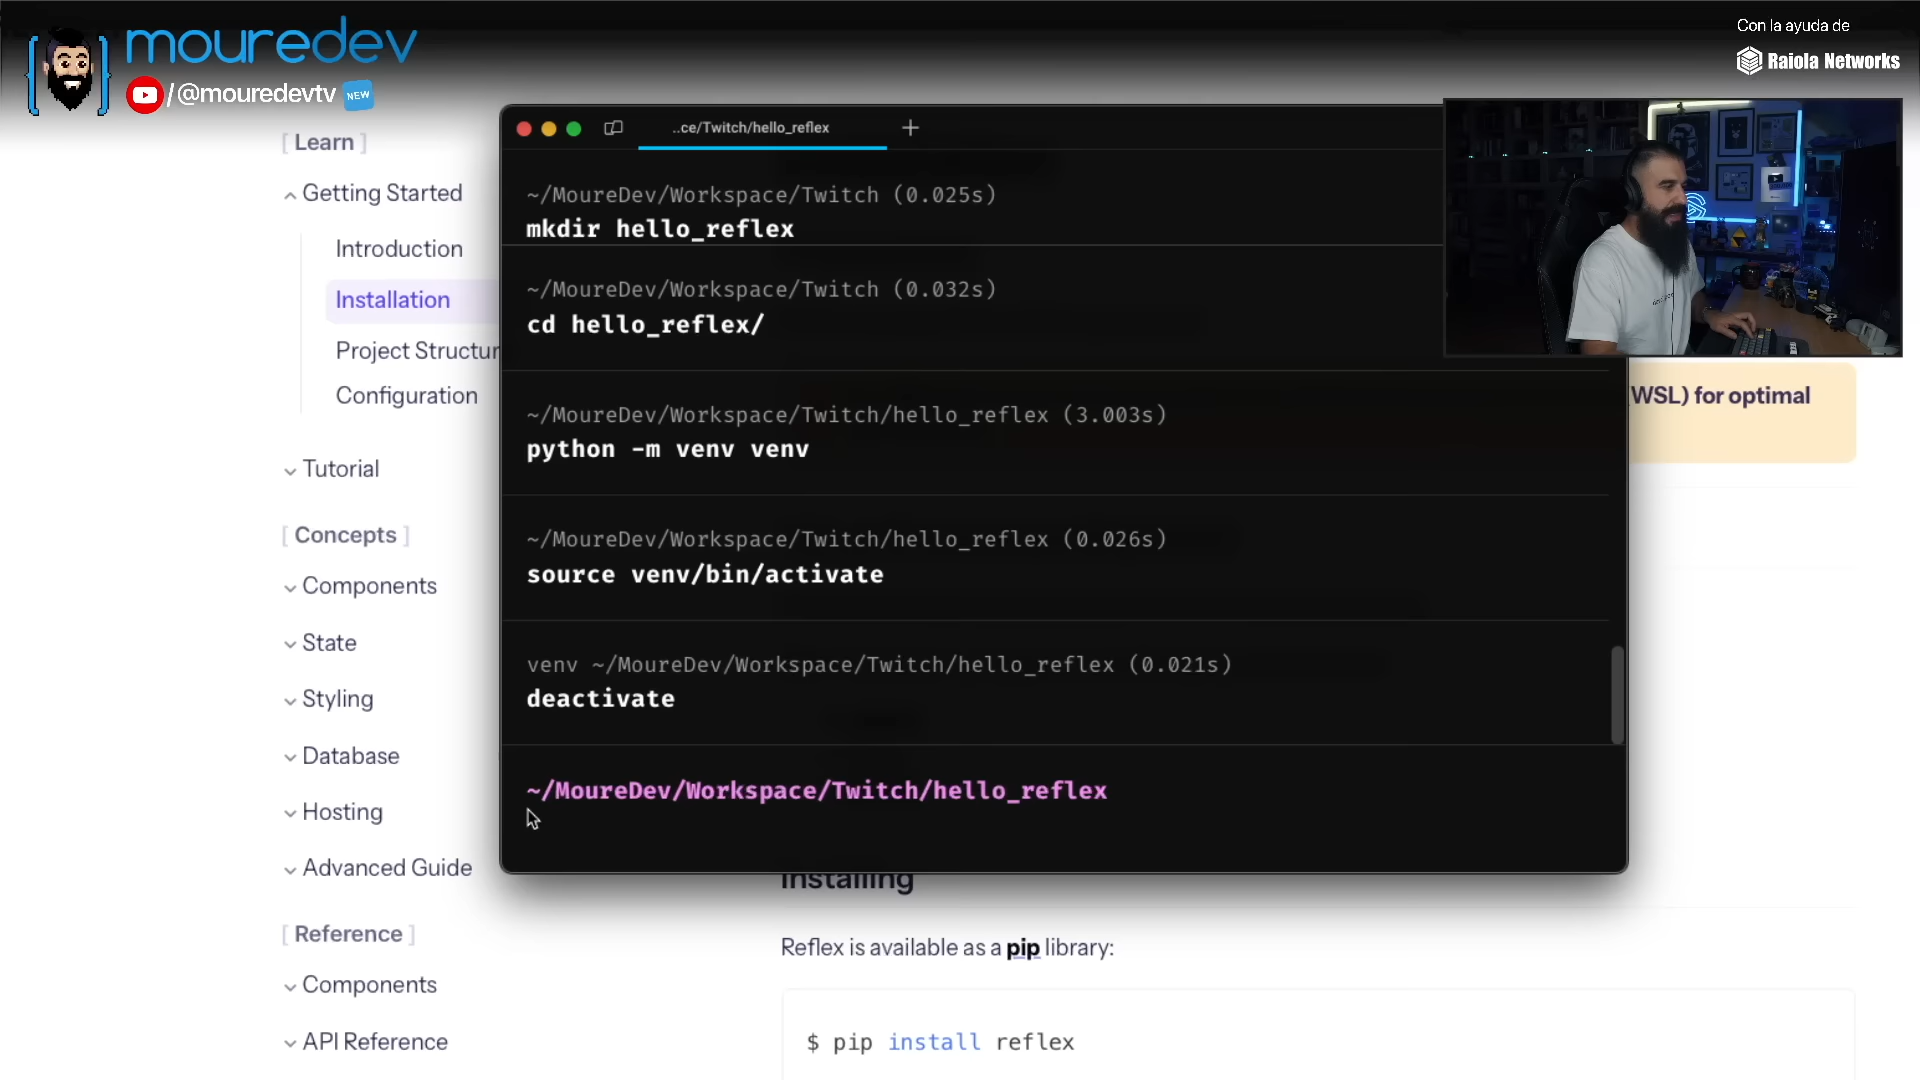 mouredev
/@mouredevtv NEW
Con la ayuda de
Raiola Networks
[ Learn ]
Getting Started
Introduction
Installation
Project Structur
Configuration
Tutorial
[ Concepts ]
Components
State
Styling
Database
Hosting
Advanced Guide
[ Reference ]
Components
API Reference
..ce/Twitch/hello_reflex
~/MoureDev/Workspace/Twitch (0.025s)
mkdir hello_reflex
~/MoureDev/Workspace/Twitch (0.032s)
cd hello_reflex/
~/MoureDev/Workspace/Twitch/hello_reflex (3.003s)
python -m venv venv
~/MoureDev/Workspace/Twitch/hello_reflex (0.026s)
source venv/bin/activate
venv ~/MoureDev/Workspace/Twitch/hello_reflex (0.021s)
deactivate
~/MoureDev/Workspace/Twitch/hello_reflex
WSL) for optimal
Installing
Reflex is available as a pip library:
$ pip install reflex